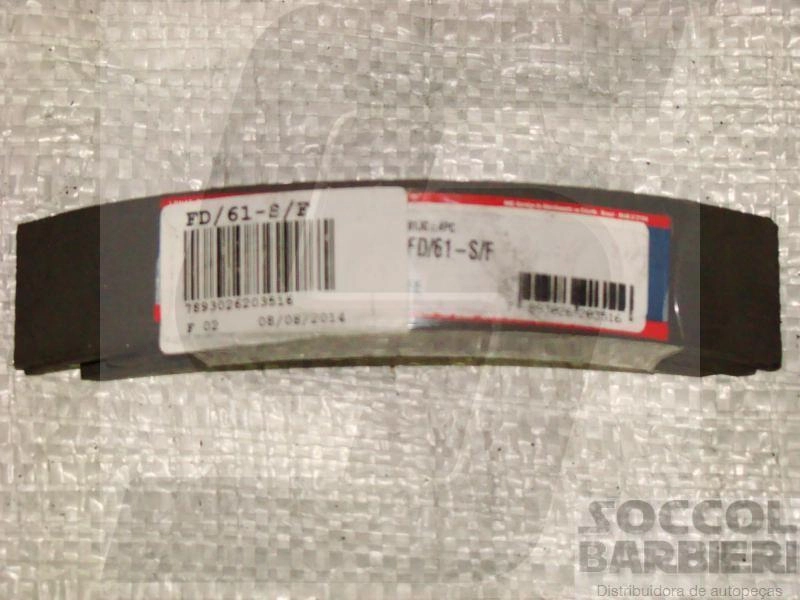 FD/61-S/F
7893026203516
F 02 08/08/2014
FD/61-S/F
SOCCOL
BARBIERI
Distribuidora de autopeças